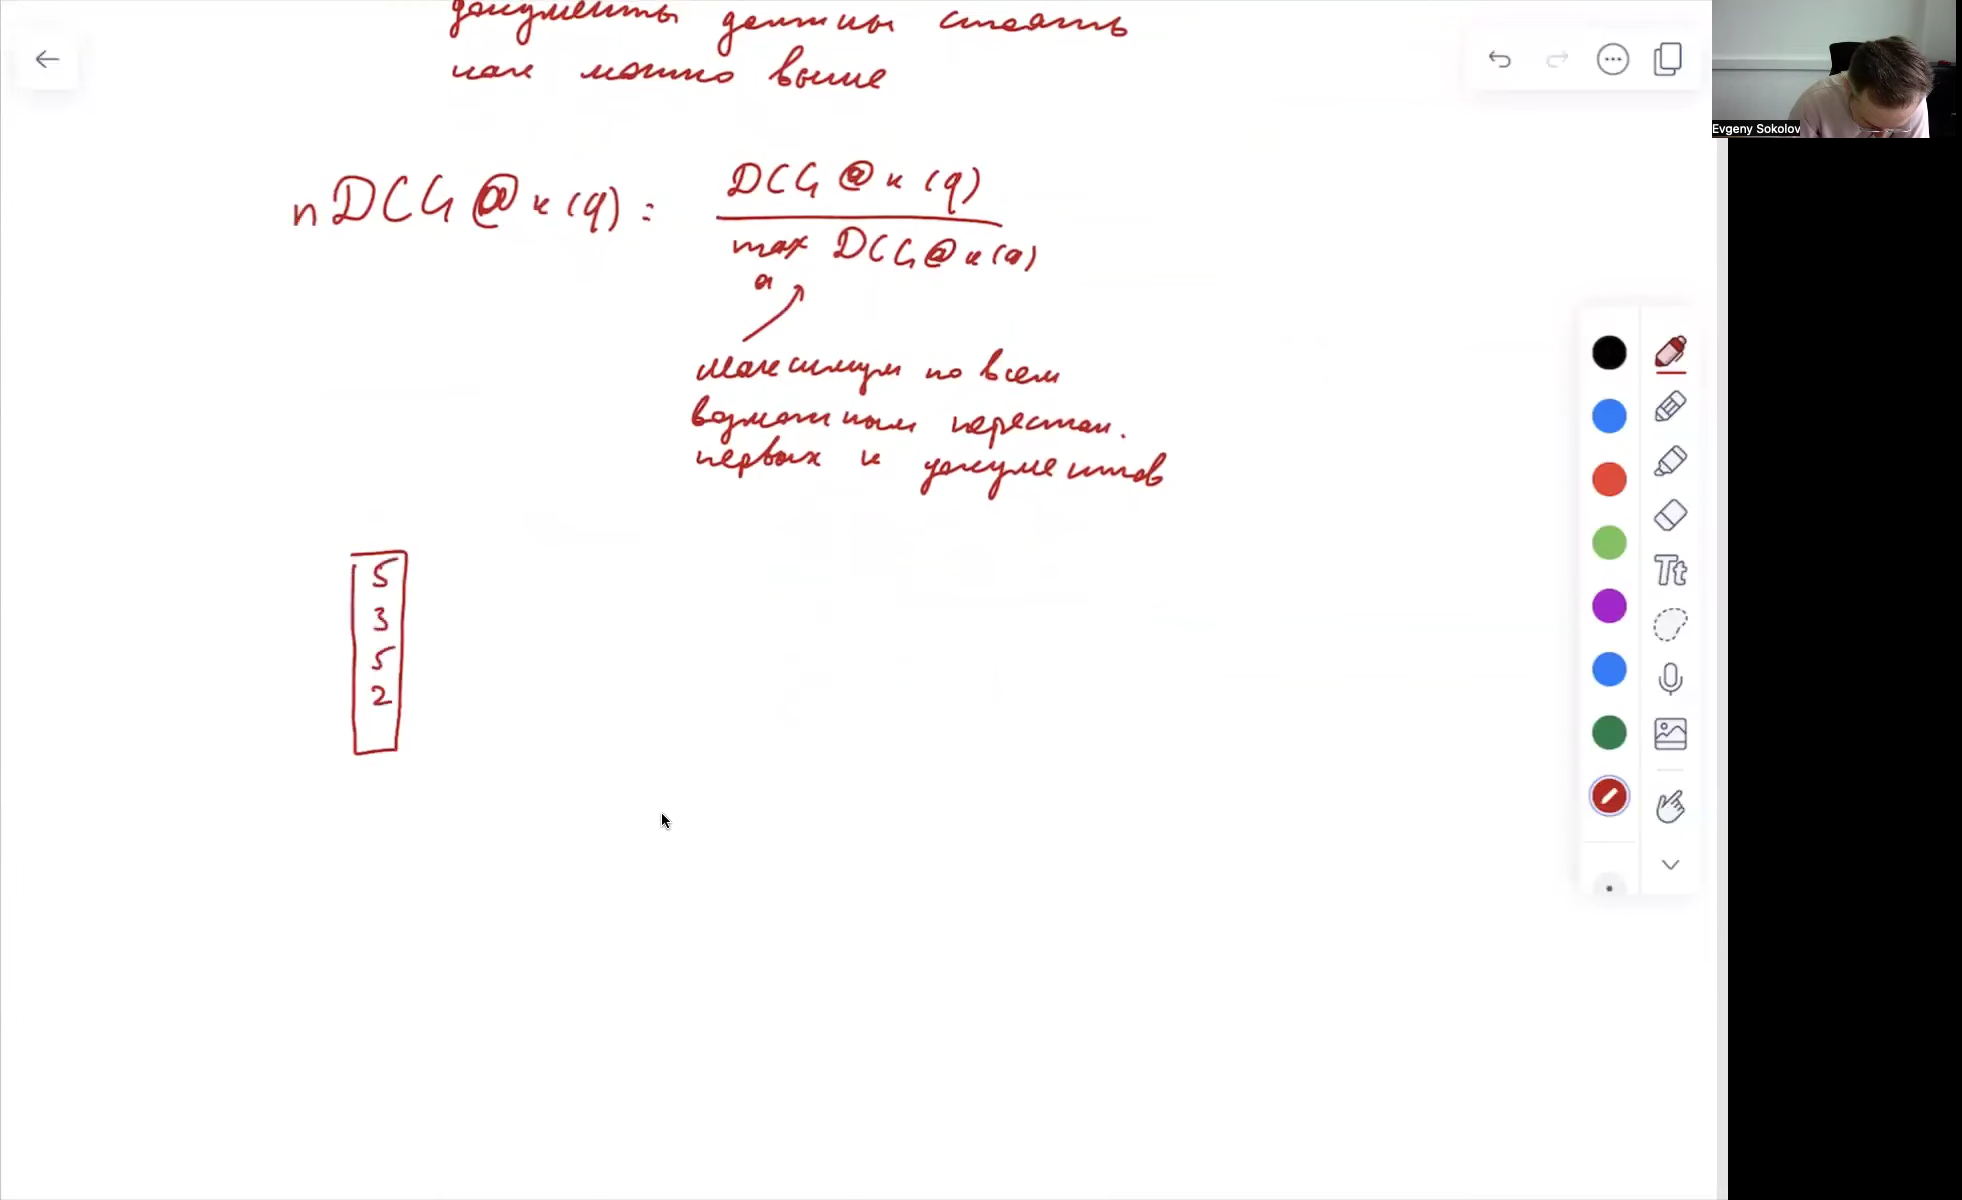 документы должны стоять
как можно выше
nDCG@k(q) = DCG@k(q)
max DCG@k(q)
a
максимум по всем
возможным перестан.
первых k документов
5
3
5
2
Tt
Evgeny Sokolov